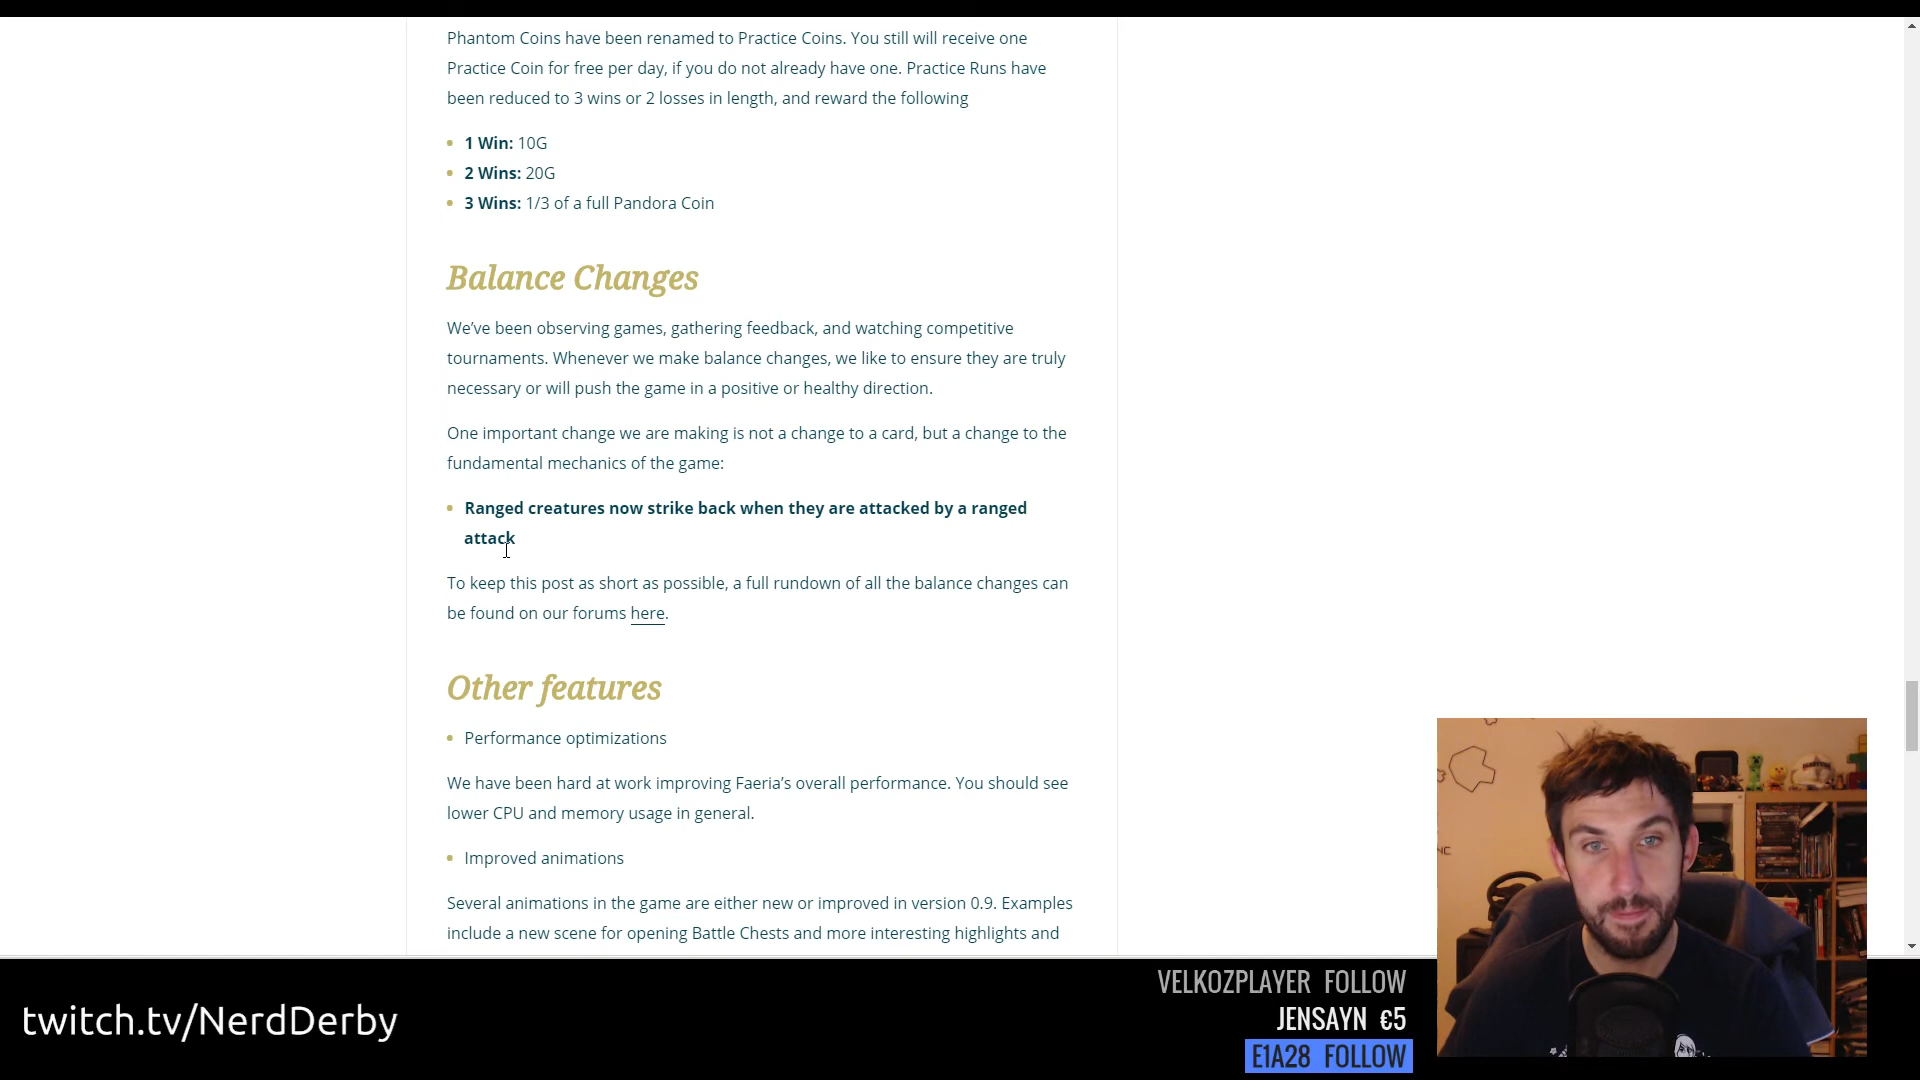 Phantom Coins have been renamed to Practice Coins. You still will receive one
Practice Coin for free per day, if you do not already have one. Practice Runs have
been reduced to 3 wins or 2 losses in length, and reward the following
1 Win: 10G
2 Wins: 20G
3 Wins: 1/3 of a full Pandora Coin
Balance Changes
We’ve been observing games, gathering feedback, and watching competitive
tournaments. Whenever we make balance changes, we like to ensure they are truly
necessary or will push the game in a positive or healthy direction.
One important change we are making is not a change to a card, but a change to the
fundamental mechanics of the game:
Ranged creatures now strike back when they are attacked by a ranged
attack
To keep this post as short as possible, a full rundown of all the balance changes can
be found on our forums here.
Other features
Performance optimizations
We have been hard at work improving Faeria’s overall performance. You should see
lower CPU and memory usage in general.
Improved animations
Several animations in the game are either new or improved in version 0.9. Examples
include a new scene for opening Battle Chests and more interesting highlights and
twitch.tv/NerdDerby
VELKOZPLAYER FOLLOW
JENSAYN €5
E1A28 FOLLOW